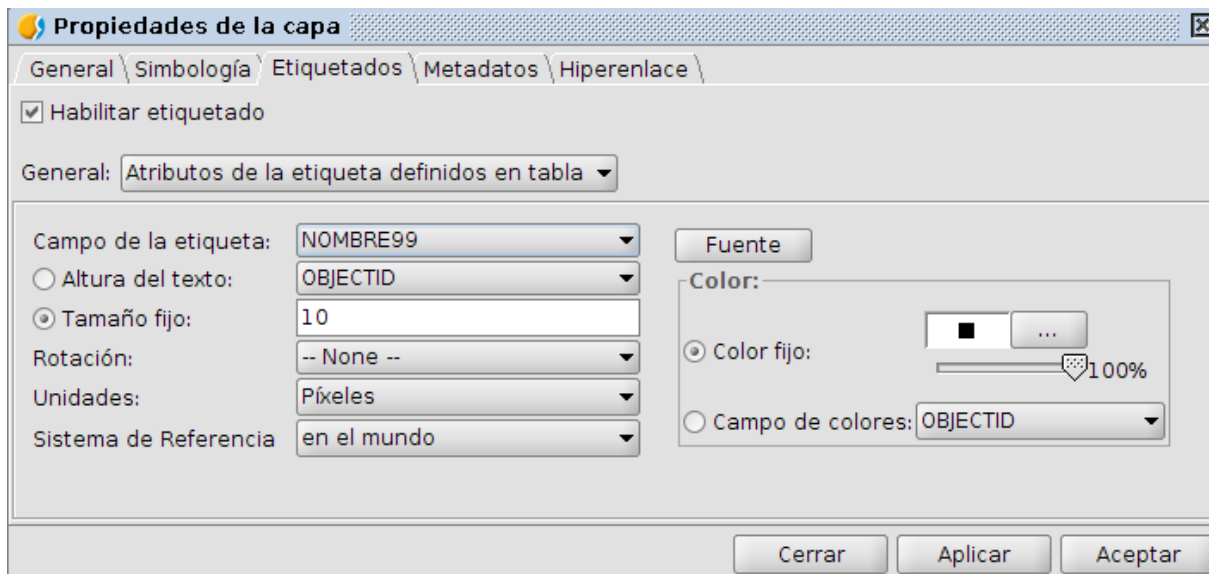 Propiedades de la capa
General Simbología Etiquetados Metadatos Hiperenlace
Habilitar etiquetado
General: Atributos de la etiqueta definidos en tabla
Campo de la etiqueta: NOMBRE99
Altura del texto: OBJECTID
Tamaño fijo: 10
Rotación: -- None --
Unidades: Píxeles
Sistema de Referencia en el mundo
Fuente
Color:
Color fijo: ...
100%
Campo de colores: OBJECTID
Cerrar Aplicar Aceptar